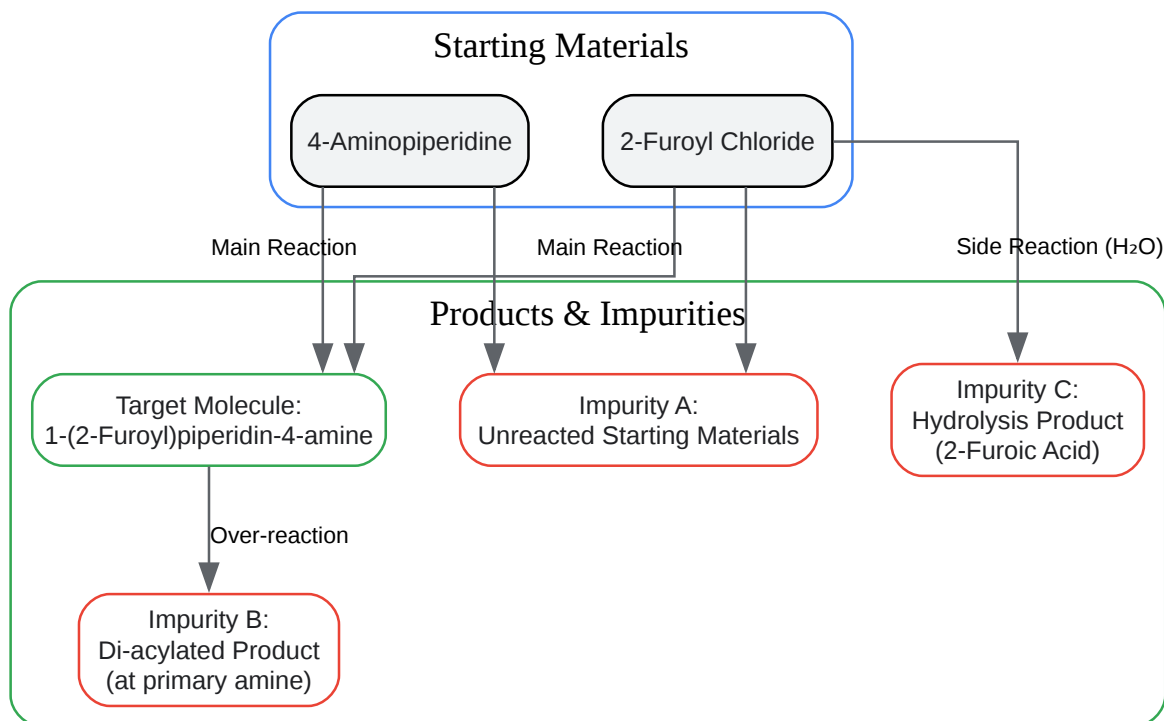 Starting Materials
4-Aminopiperidine
2-Furoyl Chloride
Main Reaction
Main Reaction
Side Reaction (H₂O)
Products & Impurities
Target Molecule:
1-(2-Furoyl)piperidin-4-amine
Impurity A:
Unreacted Starting Materials
Impurity C:
Hydrolysis Product
(2-Furoic Acid)
Over-reaction
Impurity B:
Di-acylated Product
(at primary amine)